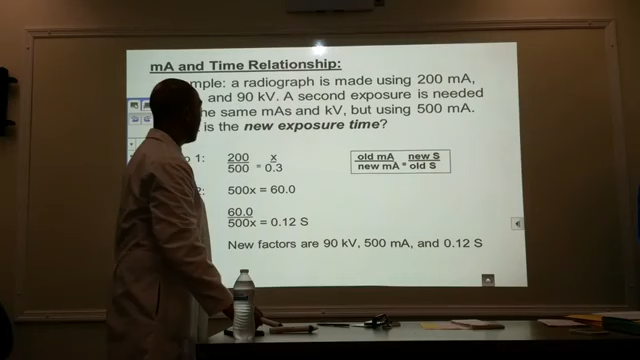 mA and Time Relationship:
mple: a radiograph is made using 200 mA,
and 90 kV. A second exposure is needed
he same mAs and kV, but using 500 mA.
is the new exposure time?
1:
200 x
500 = 0.3
old mA new S
new mA = old S
500x = 60.0
60.0
500x = 0.12 S
New factors are 90 kV, 500 mA, and 0.12 S